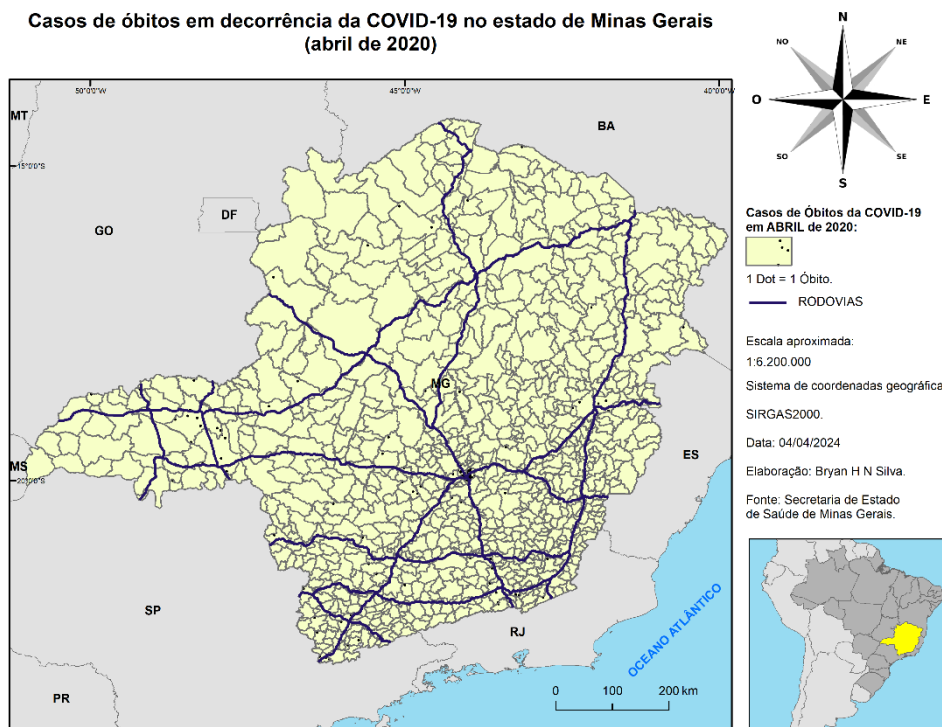 Casos de óbitos em decorrência da COVID-19 no estado de Minas Gerais
(abril de 2020)
N
NO
NE
O
E
SO
SE
S
50°0'0"O
45°0'0"O
40°0'0"O
MT
BA
15°0'0"S
DF
GO
MG
MS
20°0'0"S
ES
SP
RJ
PR
OCEANO ATLÂNTICO
0 100 200 km
Casos de Óbitos da COVID-19
em ABRIL de 2020:
1 Dot = 1 Óbito.
RODOVIAS
Escala aproximada:
1:6.200.000
Sistema de coordenadas geográfica
SIRGAS2000.
Data: 04/04/2024
Elaboração: Bryan H N Silva.
Fonte: Secretaria de Estado
de Saúde de Minas Gerais.